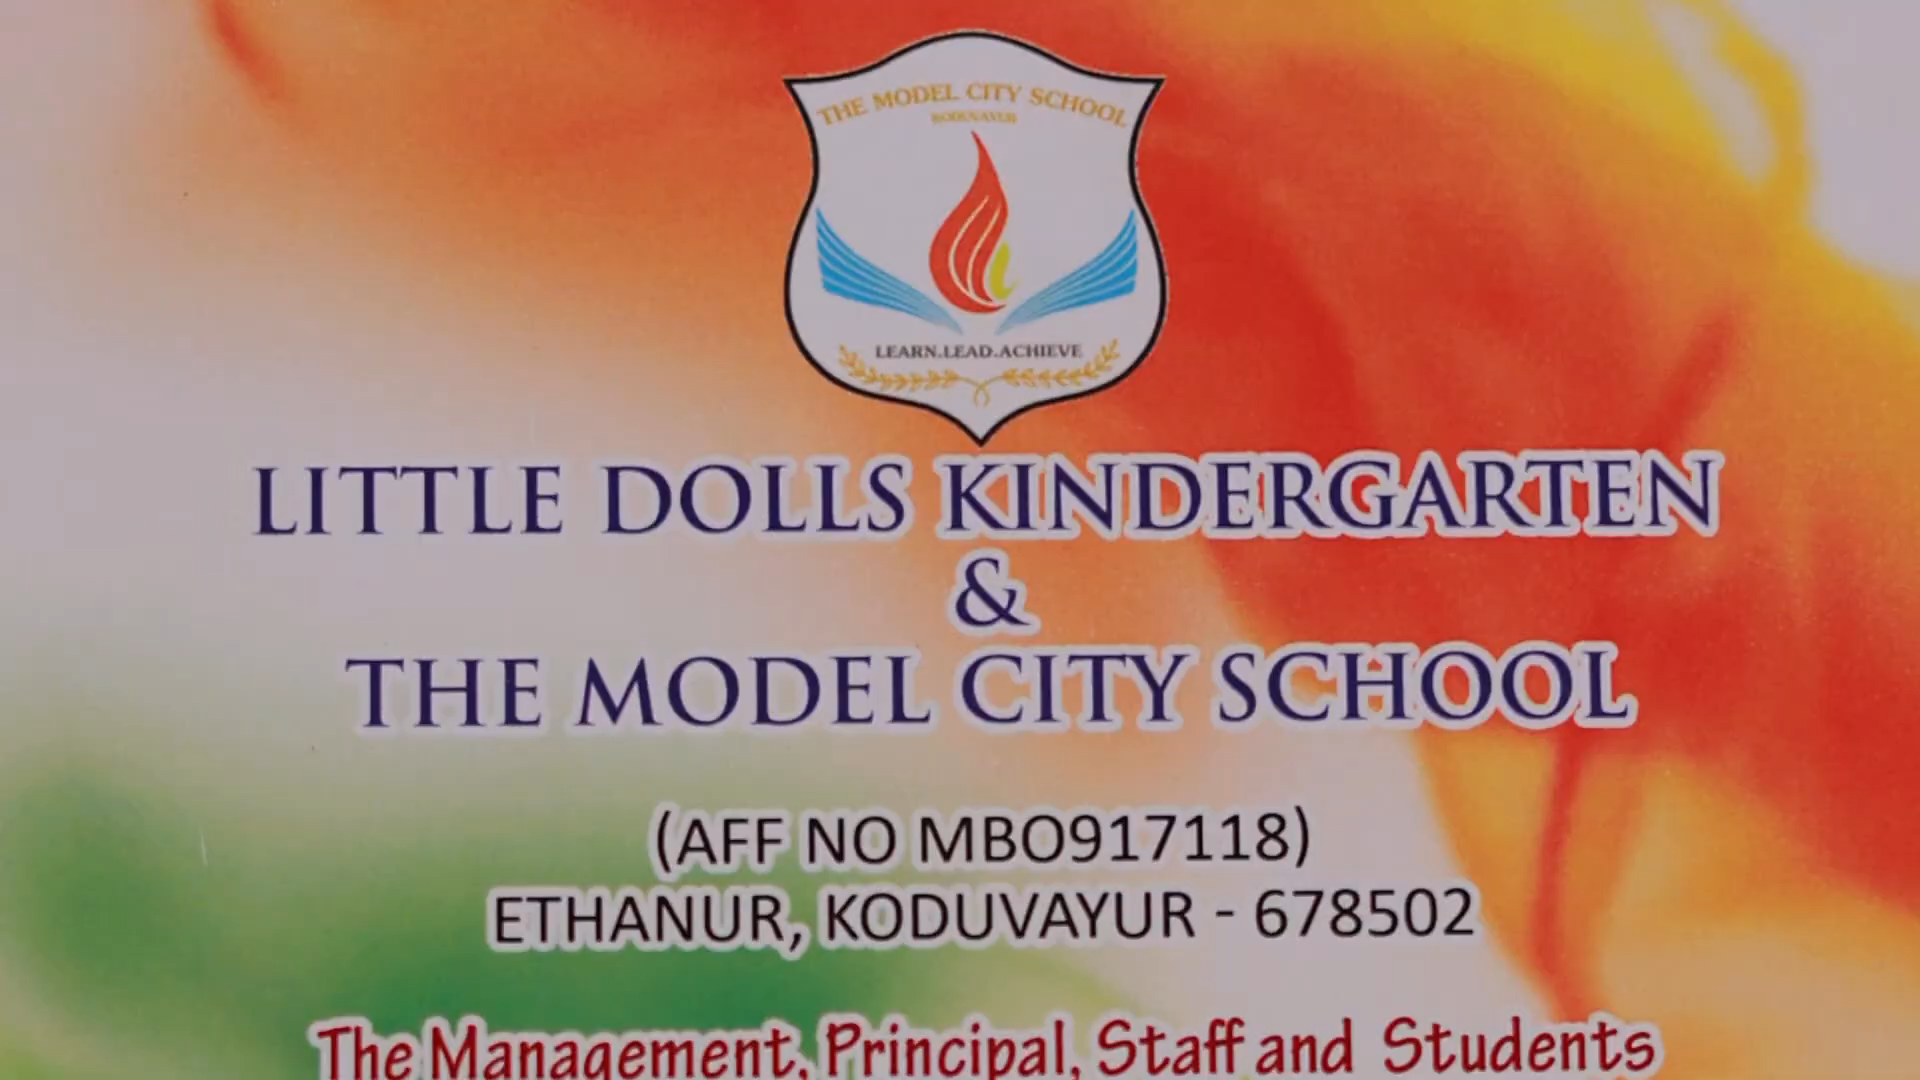 THE MODEL CITY SCHOOL
KODUVAYUR
LEARN.LEAD.ACHIEVE
LITTLE DOLLS KINDERGARTEN
&
THE MODEL CITY SCHOOL
(AFF NO MBO917118)
ETHANUR, KODUVAYUR - 678502
The Management, Principal, Staff and Students